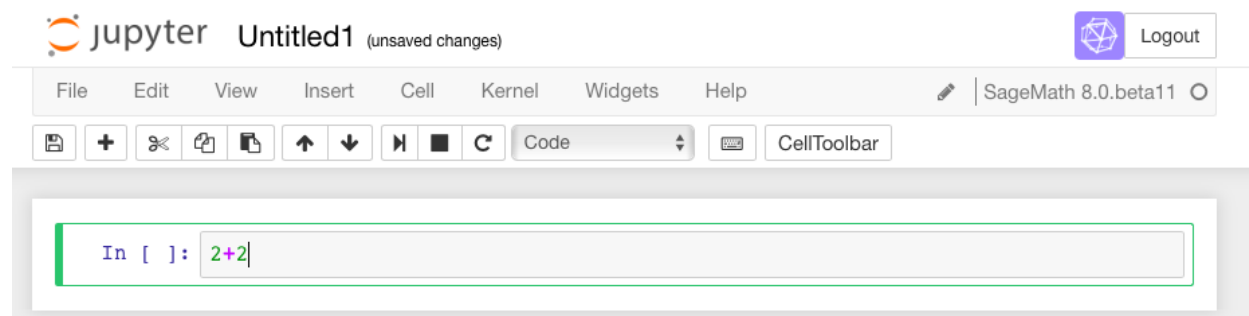 jupyter Untitled1 (unsaved changes) Logout
File Edit View Insert Cell Kernel Widgets Help SageMath 8.0.beta11
Code CellToolbar
In [ ]: 2+2